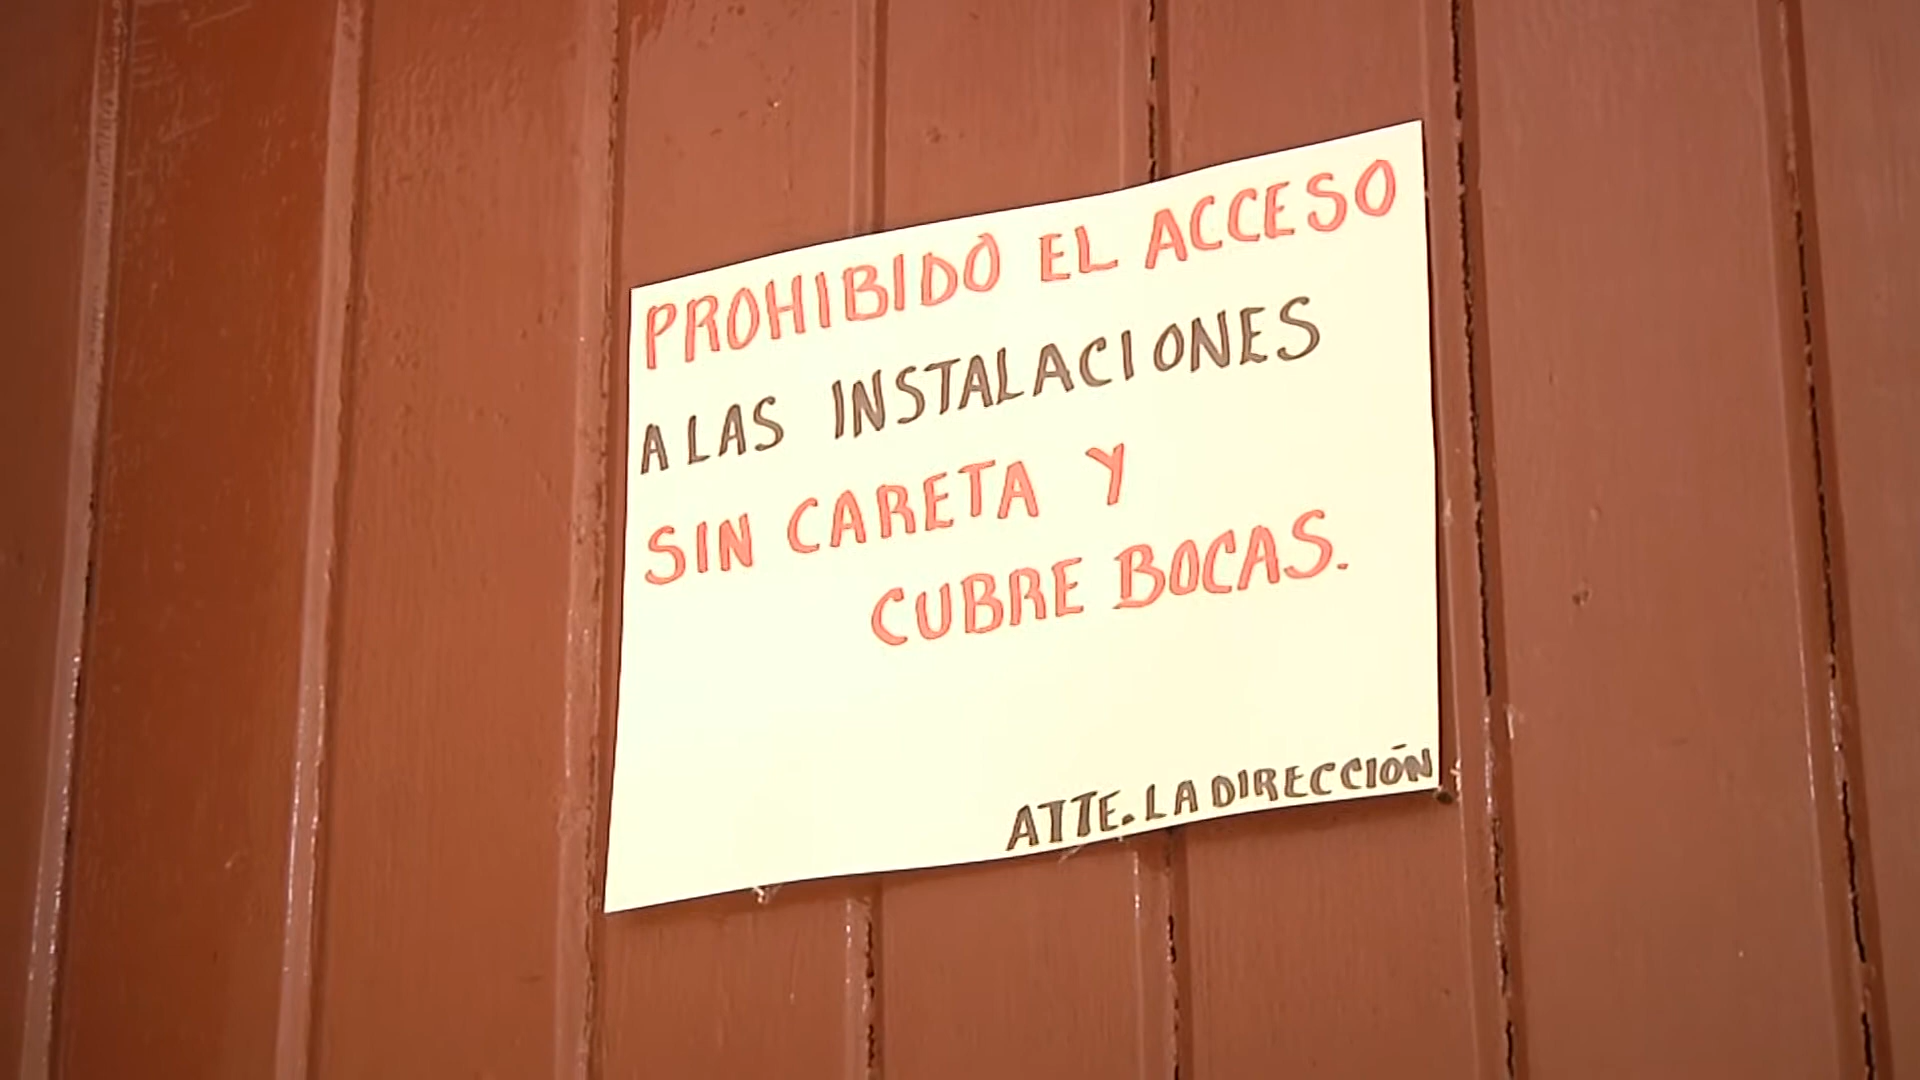 PROHIBIDO EL ACCESO
A LAS INSTALACIONES
SIN CARETA Y
CUBRE BOCAS.
ATTE. LA DIRECCIÓN